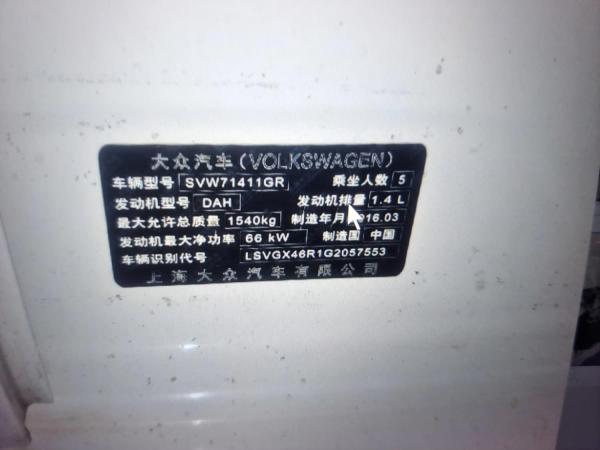 大众汽车(VOLKSWAGEN)
车辆型号 SVW71411GR 乘坐人数 5
发动机型号 DAH 发动机排量 1.4 L
最大允许总质量 1540kg 制造年月 16.03
发动机最大净功率 66 kW 制造国 中国
车辆识别代号 LSVGX46R1G2057553
上海大众汽车有限公司